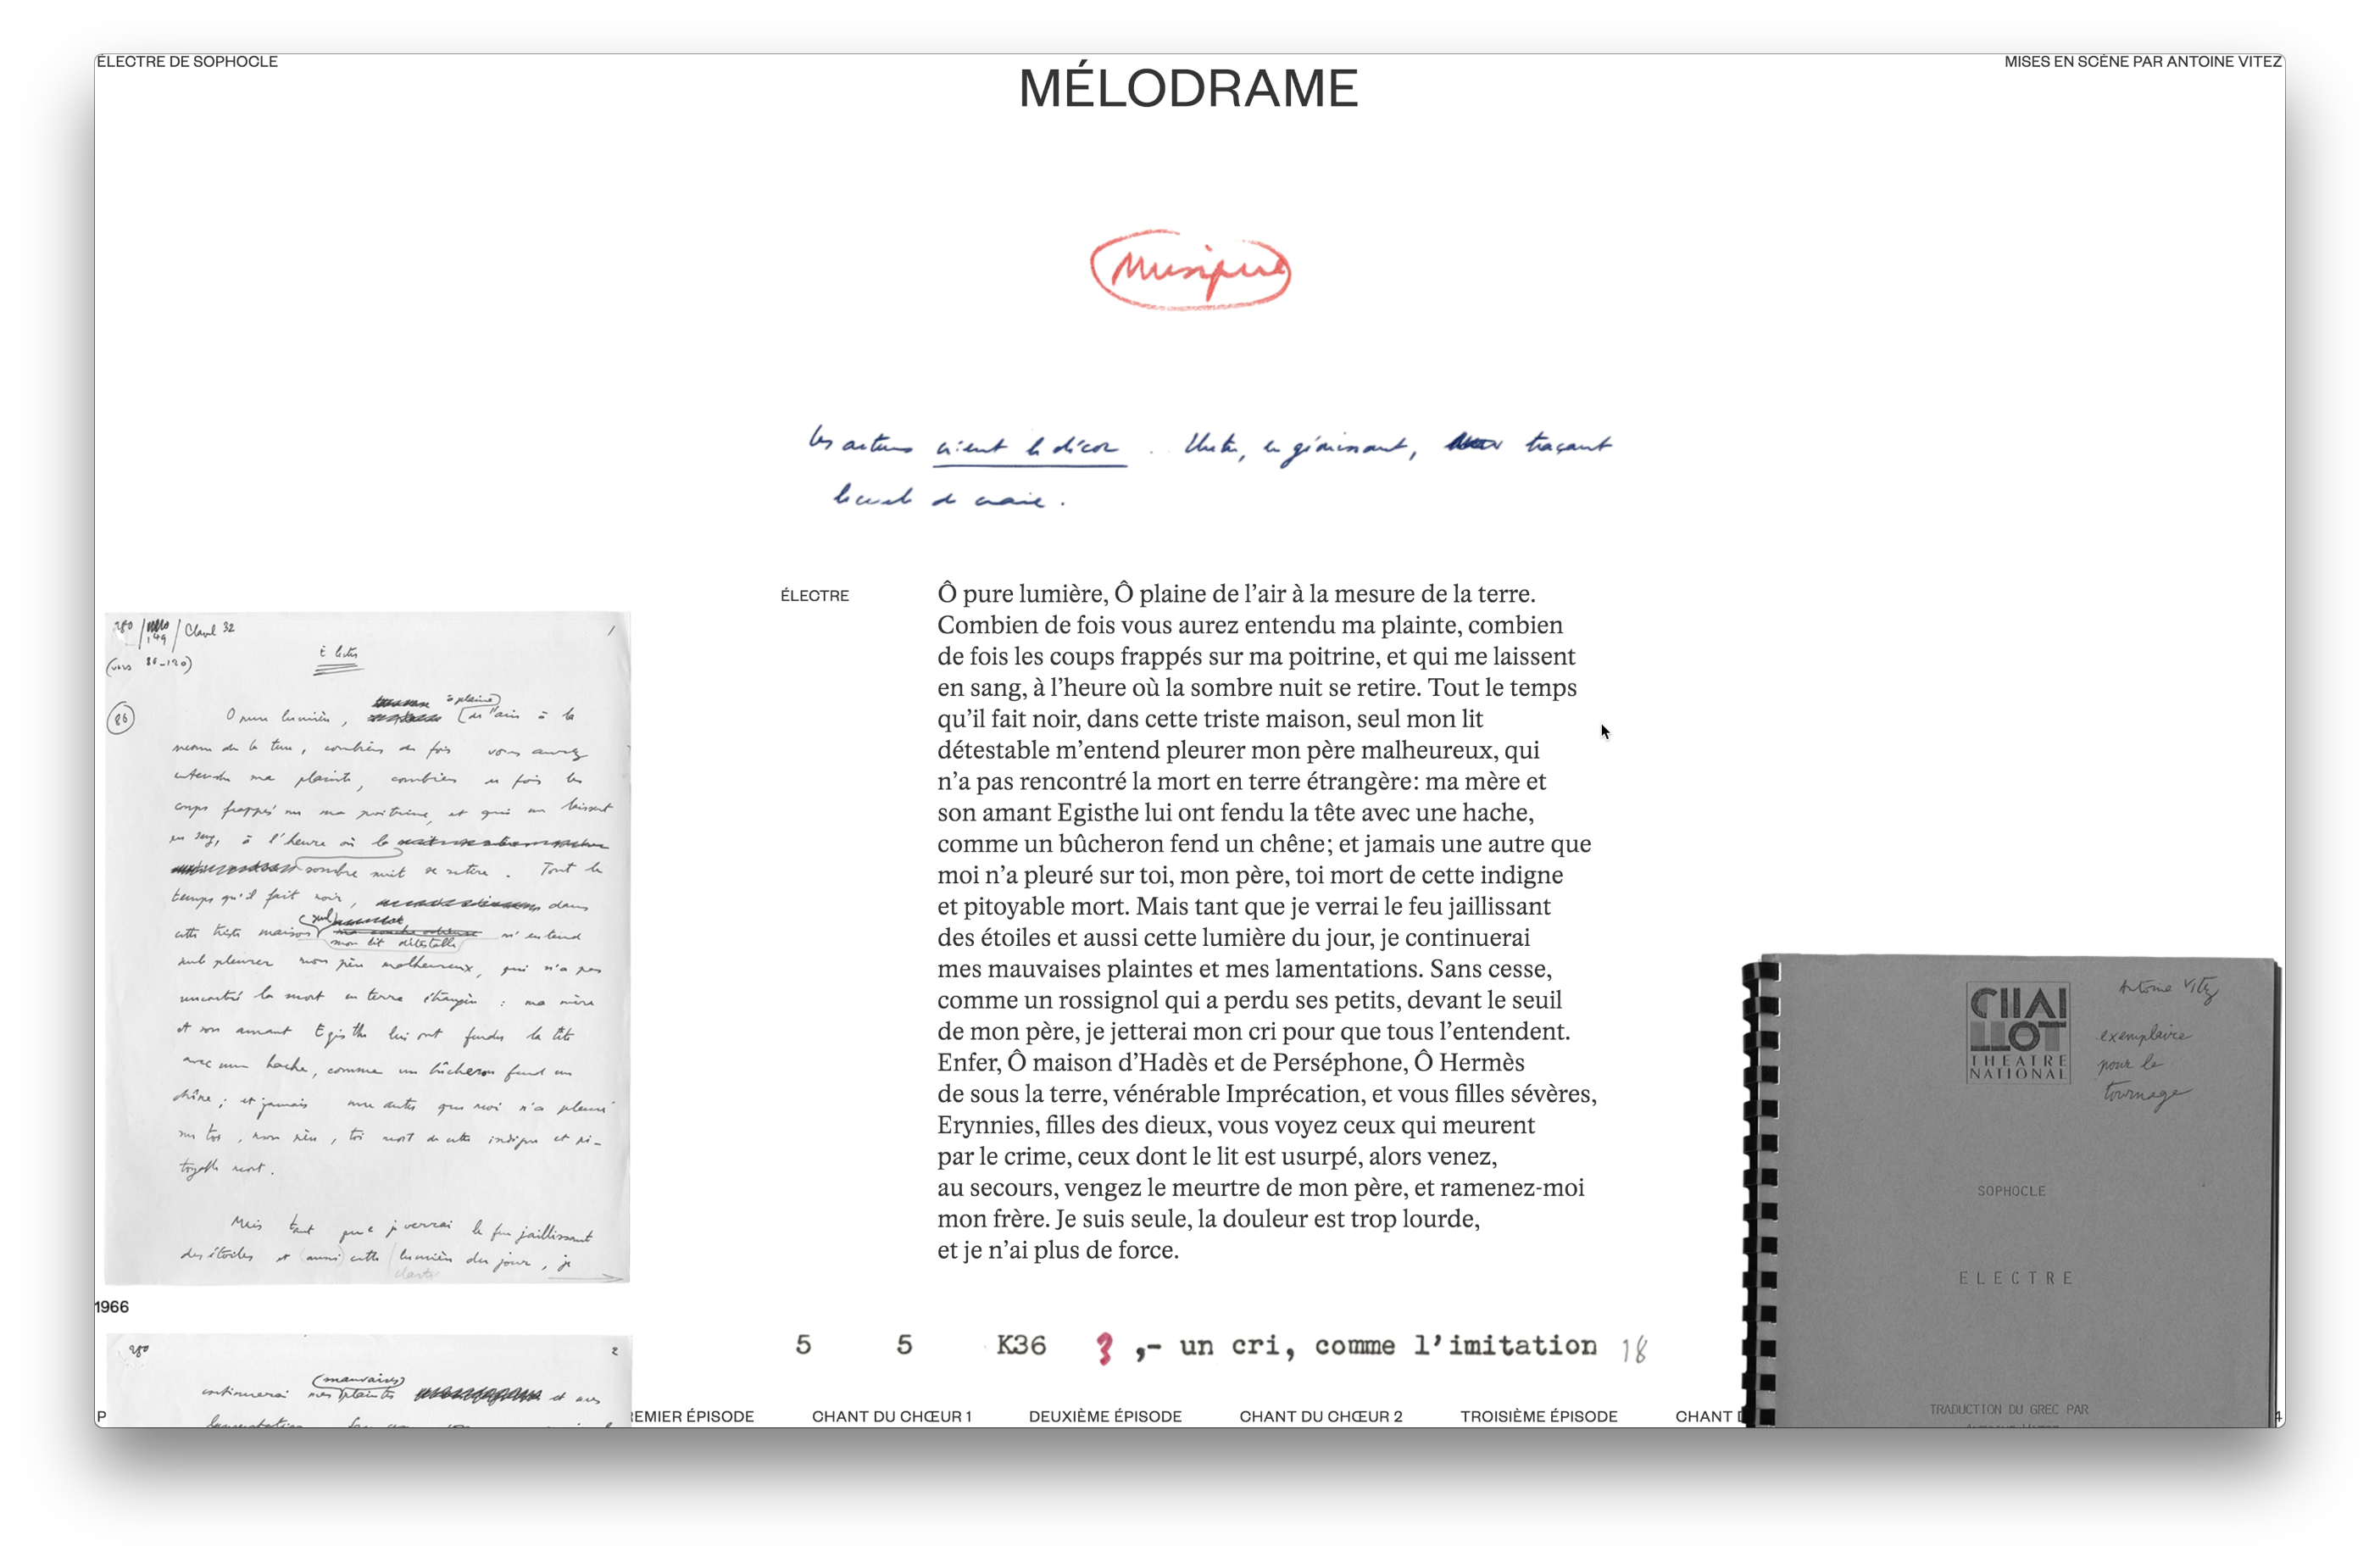 ÉLECTRE DE SOPHOCLE
MISES EN SCÈNE PAR ANTOINE VITEZ
MÉLODRAME
Musique
Les acteurs créent le décor. Électre, en gémissant, traçant
le cercle de craie.
ÉLECTRE
Ô pure lumière, Ô plaine de l’air à la mesure de la terre.
Combien de fois vous aurez entendu ma plainte, combien
de fois les coups frappés sur ma poitrine, et qui me laissent
en sang, à l’heure où la sombre nuit se retire. Tout le temps
qu’il fait noir, dans cette triste maison, seul mon lit
détestable m’entend pleurer mon père malheureux, qui
n’a pas rencontré la mort en terre étrangère: ma mère et
son amant Egisthe lui ont fendu la tête avec une hache,
comme un bûcheron fend un chêne; et jamais une autre que
moi n’a pleuré sur toi, mon père, toi mort de cette indigne
et pitoyable mort. Mais tant que je verrai le feu jaillissant
des étoiles et aussi cette lumière du jour, je continuerai
mes mauvaises plaintes et mes lamentations. Sans cesse,
comme un rossignol qui a perdu ses petits, devant le seuil
de mon père, je jetterai mon cri pour que tous l’entendent.
Enfer, Ô maison d’Hadès et de Perséphone, Ô Hermès
de sous la terre, vénérable Imprécation, et vous filles sévères,
Erynnies, filles des dieux, vous voyez ceux qui meurent
par le crime, ceux dont le lit est usurpé, alors venez,
au secours, vengez le meurtre de mon père, et ramenez-moi
mon frère. Je suis seule, la douleur est trop lourde,
et je n’ai plus de force.
5 5 K36 3 ,- un cri, comme l'imitation 18
280 / 149 / Clavel 32 1
(vers 86-120)
Électre
86
O pure lumière, ô plaine de l'air à la
mesure de la terre, combien de fois vous aurez
entendu ma plainte, combien de fois les
coups frappés sur ma poitrine, et qui me laissent
en sang, à l'heure où la
sombre nuit se retire. Tout le
temps qu'il fait noir, dans
cette triste maison seul mon lit détestable m'entend
pleurer mon père malheureux, qui n'a pas
rencontré la mort en terre étrangère : ma mère
et son amant Egisthe lui ont fendu la tête
avec une hache, comme un bûcheron fend un
chêne ; et jamais une autre que moi n'a pleuré
sur toi, mon père, toi mort de cette indigne et pi-
toyable mort.
Mais tant que je verrai le feu jaillissant
des étoiles et (aussi) cette lumière du jour, je
clarté
1966
280 2
continuerai mes (mauvaises) plaintes et mes
CHAILLOT
THEATRE
NATIONAL
Antoine Vitez
exemplaire
pour le
tournage
SOPHOCLE
ELECTRE
TRADUCTION DU GREC PAR
P
REMIER ÉPISODE
CHANT DU CHŒUR 1
DEUXIÈME ÉPISODE
CHANT DU CHŒUR 2
TROISIÈME ÉPISODE
CHANT
4